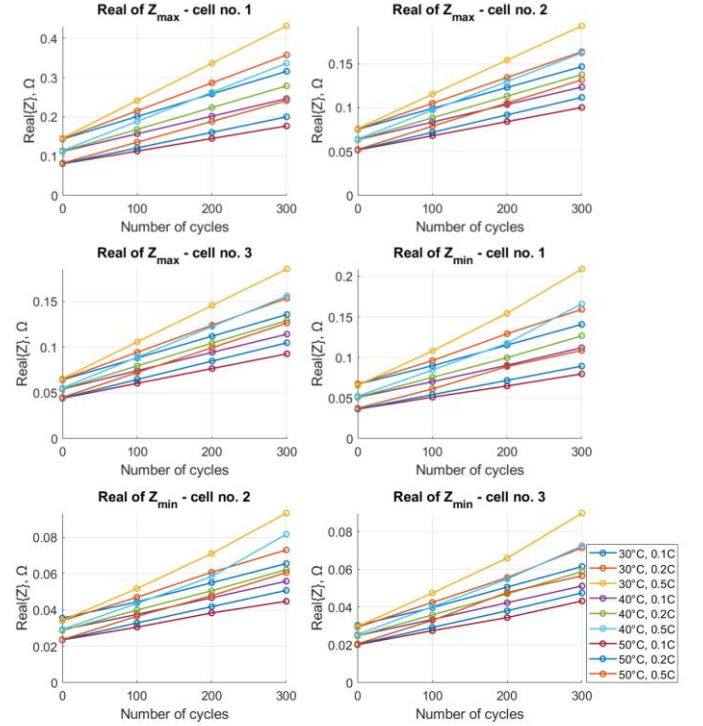 Real of Zmax - cell no. 1
Real{Z}, Ω
0.4
0.3
0.2
0.1
0
0 100 200 300
Number of cycles
Real of Zmax - cell no. 2
Real{Z}, Ω
0.15
0.1
0.05
0
0 100 200 300
Number of cycles
Real of Zmax - cell no. 3
Real{Z}, Ω
0.15
0.1
0.05
0
0 100 200 300
Number of cycles
Real of Zmin - cell no. 1
Real{Z}, Ω
0.2
0.15
0.1
0.05
0
0 100 200 300
Number of cycles
Real of Zmin - cell no. 2
Real{Z}, Ω
0.08
0.06
0.04
0.02
0
0 100 200 300
Number of cycles
Real of Zmin - cell no. 3
Real{Z}, Ω
0.08
0.06
0.04
0.02
0
0 100 200 300
Number of cycles
30°C, 0.1C
30°C, 0.2C
30°C, 0.5C
40°C, 0.1C
40°C, 0.2C
40°C, 0.5C
50°C, 0.1C
50°C, 0.2C
50°C, 0.5C